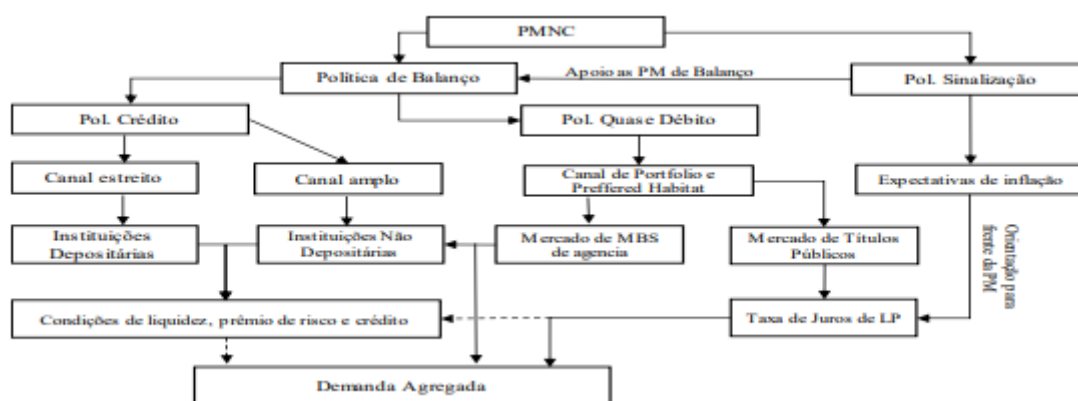 PMNC
Política de Balanço
Apoio as PM de Balanço
Pol. Sinalização
Pol. Crédito
Pol. Quase Débito
Canal estreito
Canal amplo
Canal de Portfolio e
Preffered Habitat
Expectativas de inflação
Instituições
Depositárias
Instituições Não
Depositárias
Mercado de MBS
de agencia
Mercado de Títulos
Públicos
Orientação para
frente da PM
Condições de liquidez, prêmio de risco e crédito
Taxa de Juros de LP
Demanda Agregada